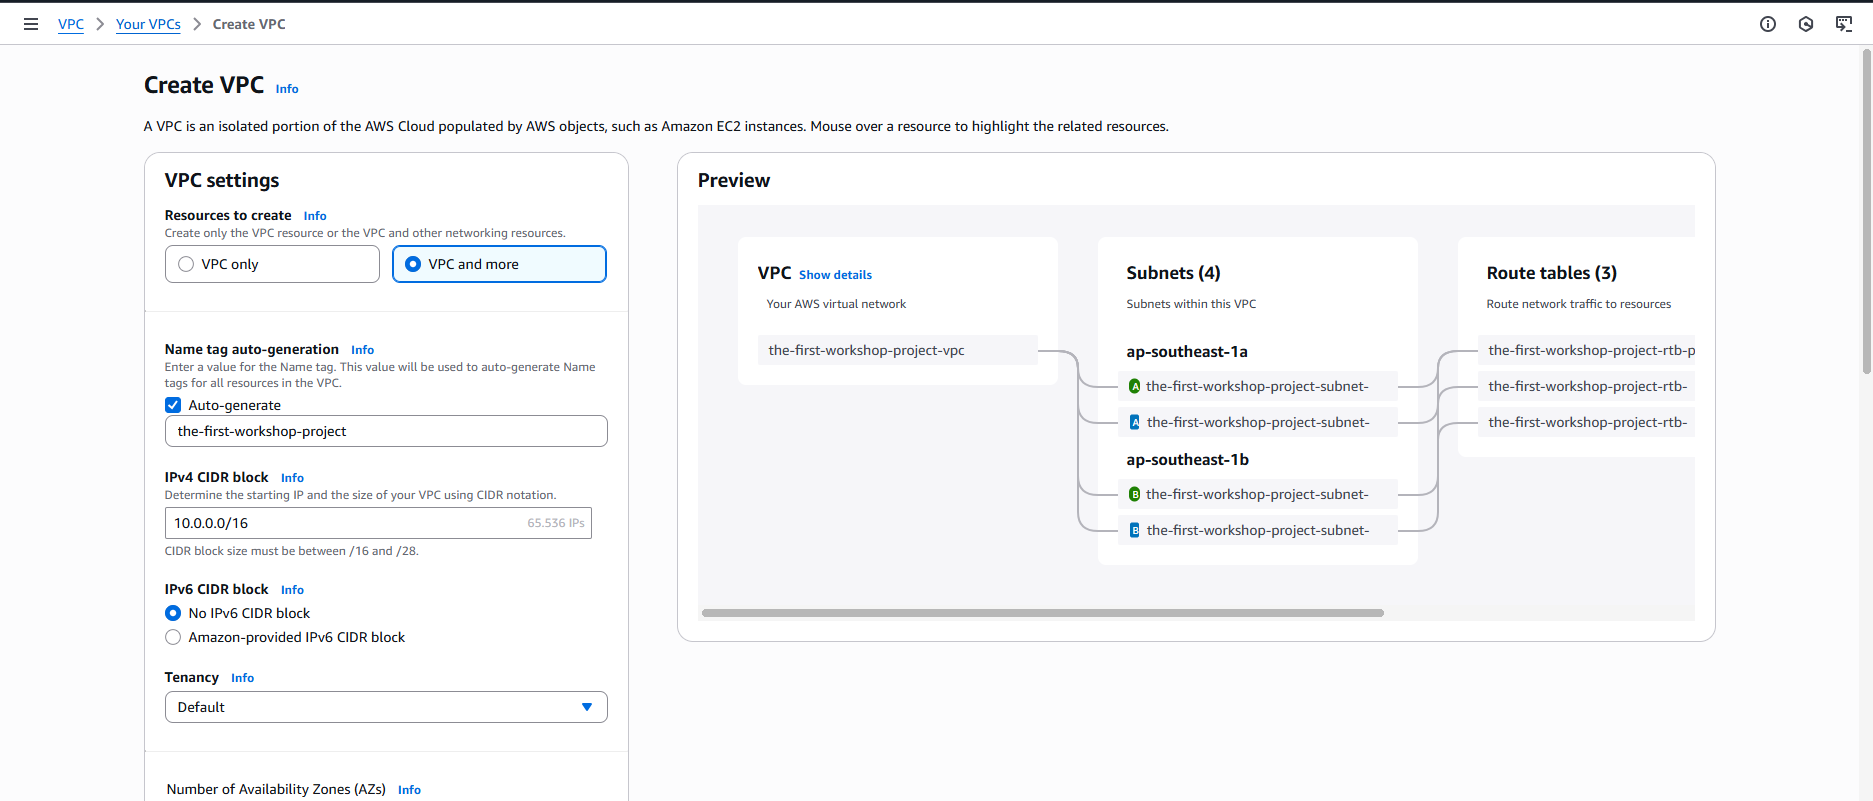 VPC > Your VPCs > Create VPC
Create VPC Info
A VPC is an isolated portion of the AWS Cloud populated by AWS objects, such as Amazon EC2 instances. Mouse over a resource to highlight the related resources.
VPC settings
Resources to create Info
Create only the VPC resource or the VPC and other networking resources.
VPC only
VPC and more
Name tag auto-generation Info
Enter a value for the Name tag. This value will be used to auto-generate Name
tags for all resources in the VPC.
Auto-generate
the-first-workshop-project
IPv4 CIDR block Info
Determine the starting IP and the size of your VPC using CIDR notation.
10.0.0.0/16 65.536 IPs
CIDR block size must be between /16 and /28.
IPv6 CIDR block Info
No IPv6 CIDR block
Amazon-provided IPv6 CIDR block
Tenancy Info
Default
Number of Availability Zones (AZs) Info
Preview
VPC Show details
Your AWS virtual network
the-first-workshop-project-vpc
Subnets (4)
Subnets within this VPC
ap-southeast-1a
A the-first-workshop-project-subnet-
A the-first-workshop-project-subnet-
ap-southeast-1b
B the-first-workshop-project-subnet-
B the-first-workshop-project-subnet-
Route tables (3)
Route network traffic to resources
the-first-workshop-project-rtb-p
the-first-workshop-project-rtb-
the-first-workshop-project-rtb-